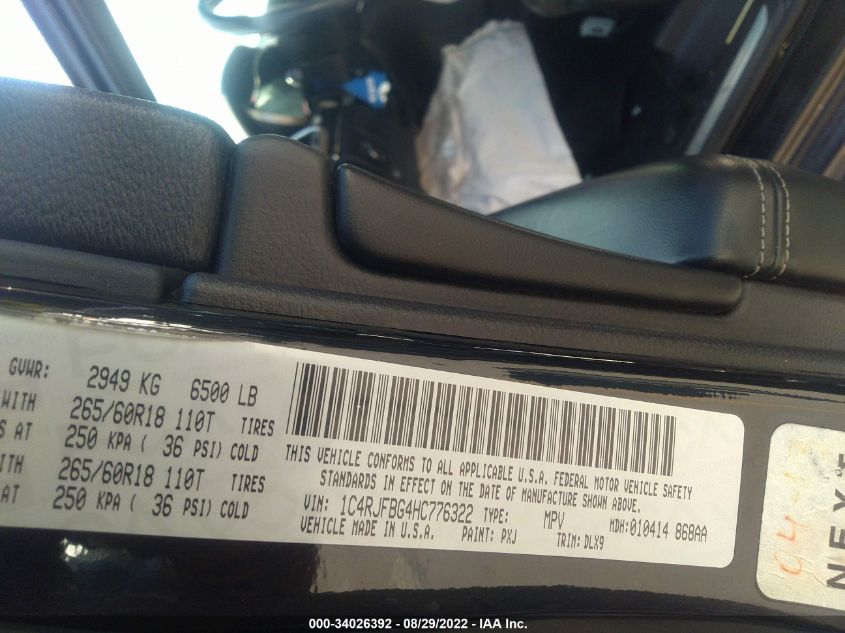 GVWR: 2949 KG 6500 LB
WITH 265/60R18 110T TIRES
AT 250 KPA ( 36 PSI) COLD
WITH 265/60R18 110T TIRES
AT 250 KPA ( 36 PSI) COLD
THIS VEHICLE CONFORMS TO ALL APPLICABLE U.S.A. FEDERAL MOTOR VEHICLE SAFETY
STANDARDS IN EFFECT ON THE DATE OF MANUFACTURE SHOWN ABOVE.
VIN: 1C4RJFBG4HC776322 TYPE: MPV MDH: 010414 868AA
VEHICLE MADE IN U.S.A. PAINT: PXJ TRIM: DLX9
NEXT
000-34026392 - 08/29/2022 - IAA Inc.